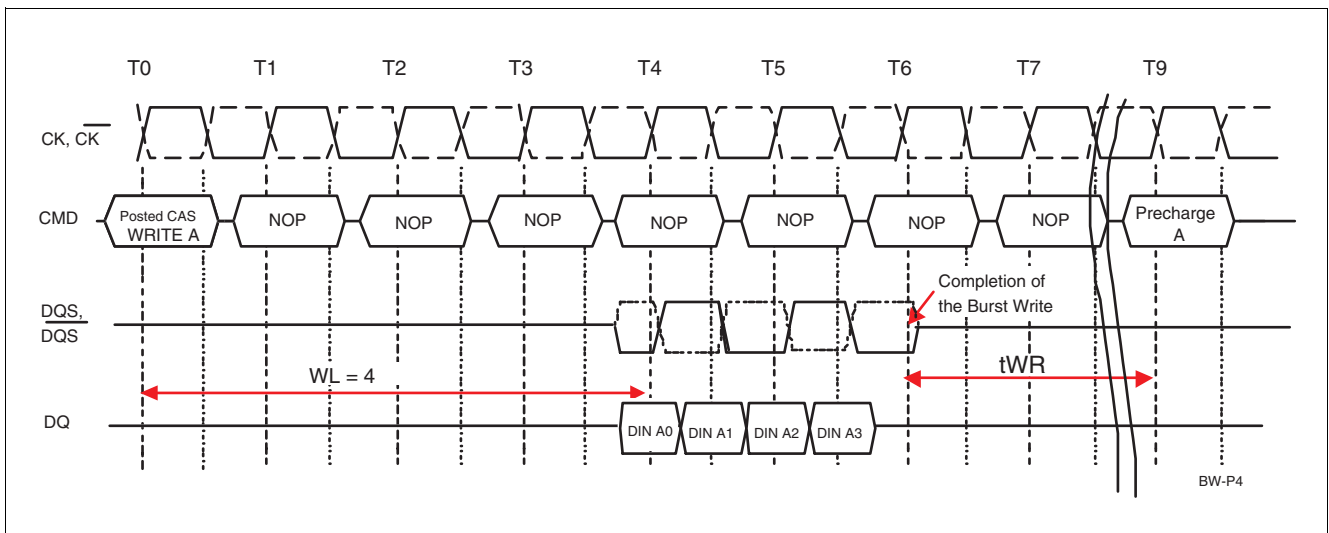 T0 T1 T2 T3 T4 T5 T6 T7 T9
CK, CK
CMD
Posted CAS
WRITE A
NOP NOP NOP NOP NOP NOP NOP
Precharge
A
Completion of
the Burst Write
DQS,
DQS
WL = 4
tWR
DQ
DIN A0 DIN A1 DIN A2 DIN A3
BW-P4